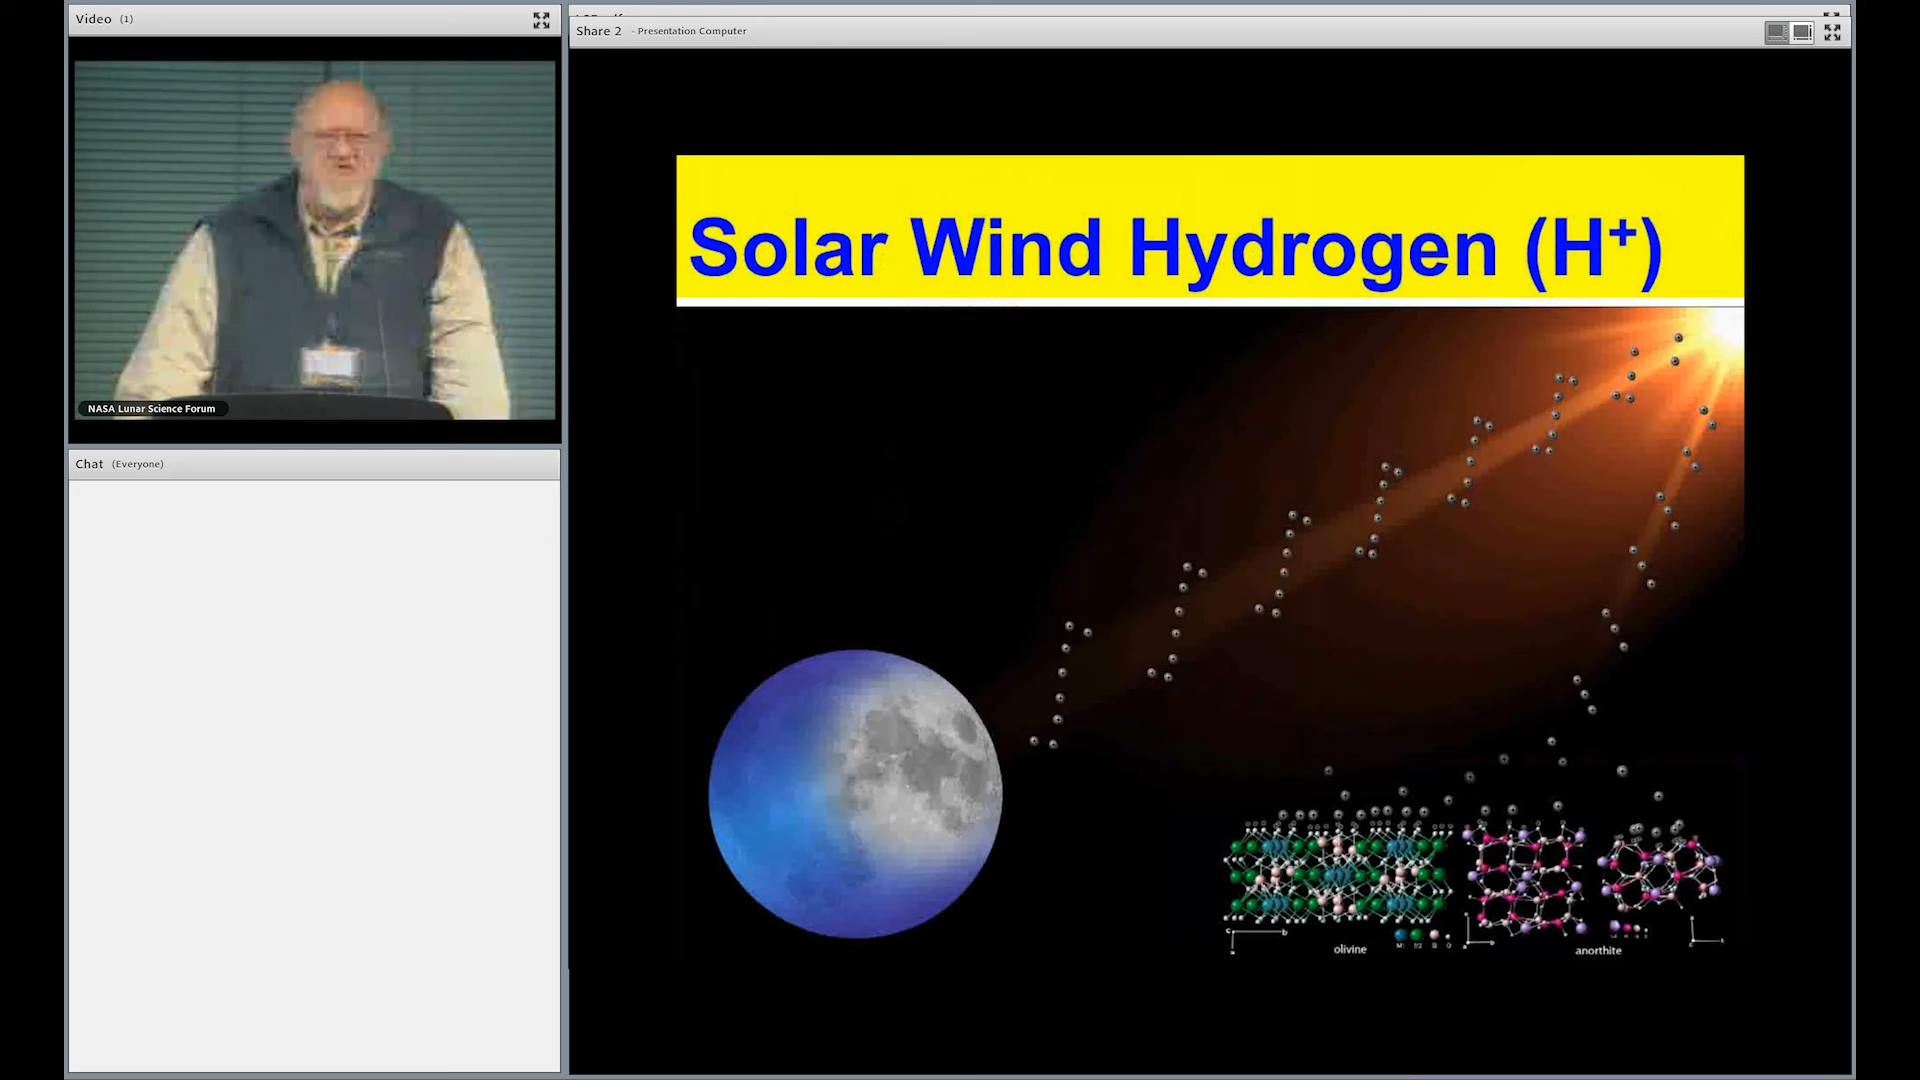 Video (1)
Share 2 - Presentation Computer
NASA Lunar Science Forum
Chat (Everyone)
Solar Wind Hydrogen (H⁺)
olivine
anorthite